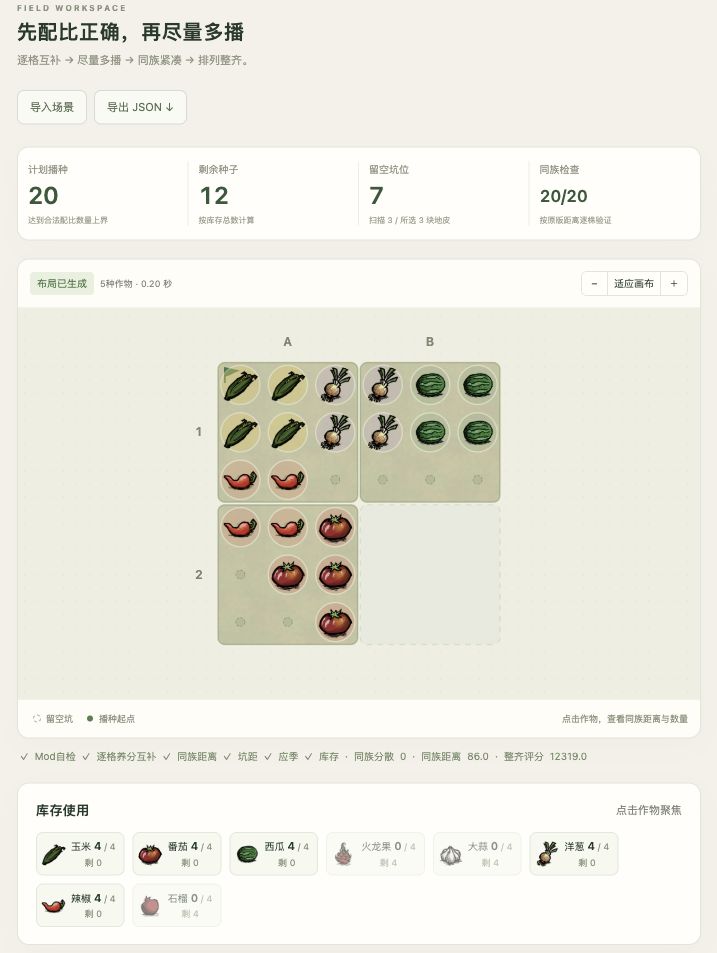 FIELD WORKSPACE
先配比正确，再尽量多播
逐格互补 → 尽量多播 → 同族紧凑 → 排列整齐。
导入场景 导出 JSON ↓
计划播种 剩余种子 留空坑位 同族检查
20 12 7 20/20
达到合法配比数量上界 按库存总数计算 扫描 3 / 所选 3 块地皮 按原版距离逐棵验证
布局已生成 5种作物 · 0.20 秒 − 适应画布 +
A B
1
2
留空坑 播种起点 点击作物，查看同族距离与数量
✓ Mod自检 ✓ 逐格养分互补 ✓ 同族距离 ✓ 坑距 ✓ 应季 ✓ 库存 · 同族分散 0 · 同族距离 86.0 · 整齐评分 12319.0
库存使用 点击作物聚焦
玉米 4 / 4 番茄 4 / 4 西瓜 4 / 4 火龙果 0 / 4 大蒜 0 / 4 洋葱 4 / 4
剩 0 剩 0 剩 0 剩 4 剩 4 剩 0
辣椒 4 / 4 石榴 0 / 4
剩 0 剩 4